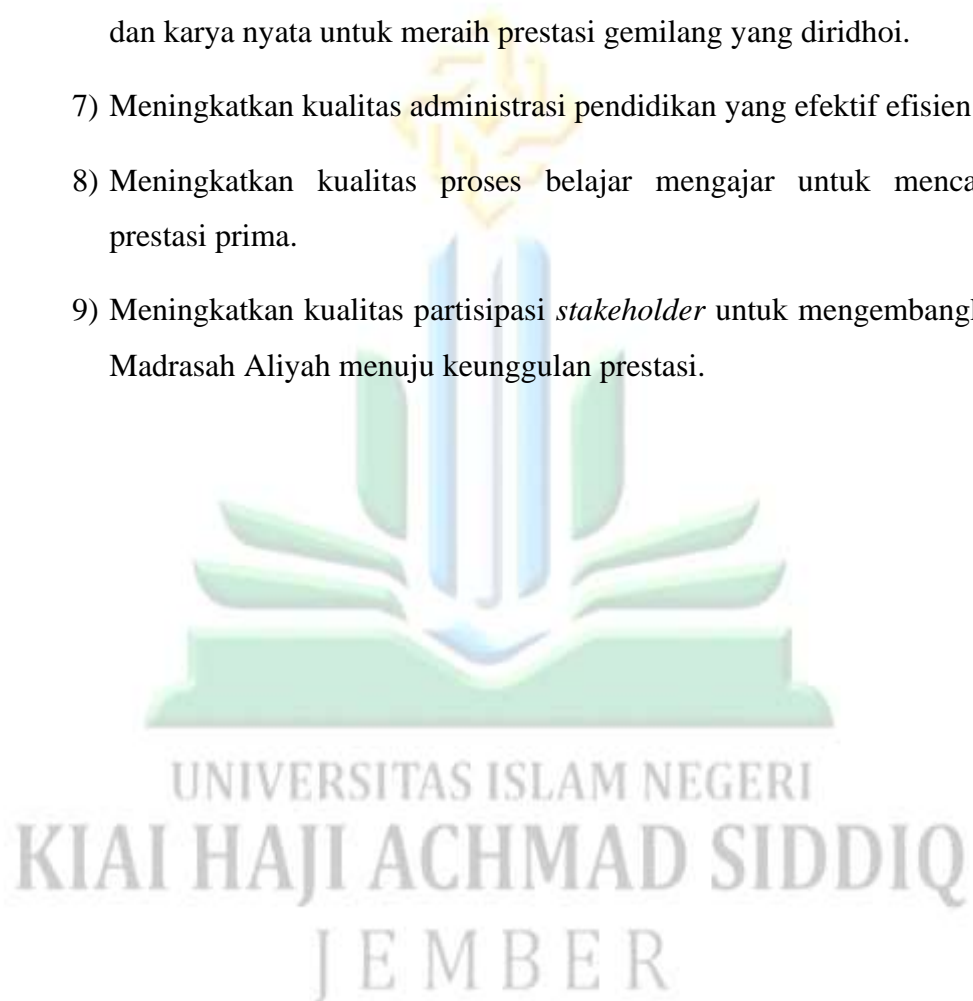 dan karya nyata untuk meraih prestasi gemilang yang diridhoi.
7) Meningkatkan kualitas administrasi pendidikan yang efektif efisien
8) Meningkatkan kualitas proses belajar mengajar untuk menca
prestasi prima.
9) Meningkatkan kualitas partisipasi stakeholder untuk mengembangk
Madrasah Aliyah menuju keunggulan prestasi.
UNIVERSITAS ISLAM NEGERI
KIAI HAJI ACHMAD SIDDIQ
JEMBER